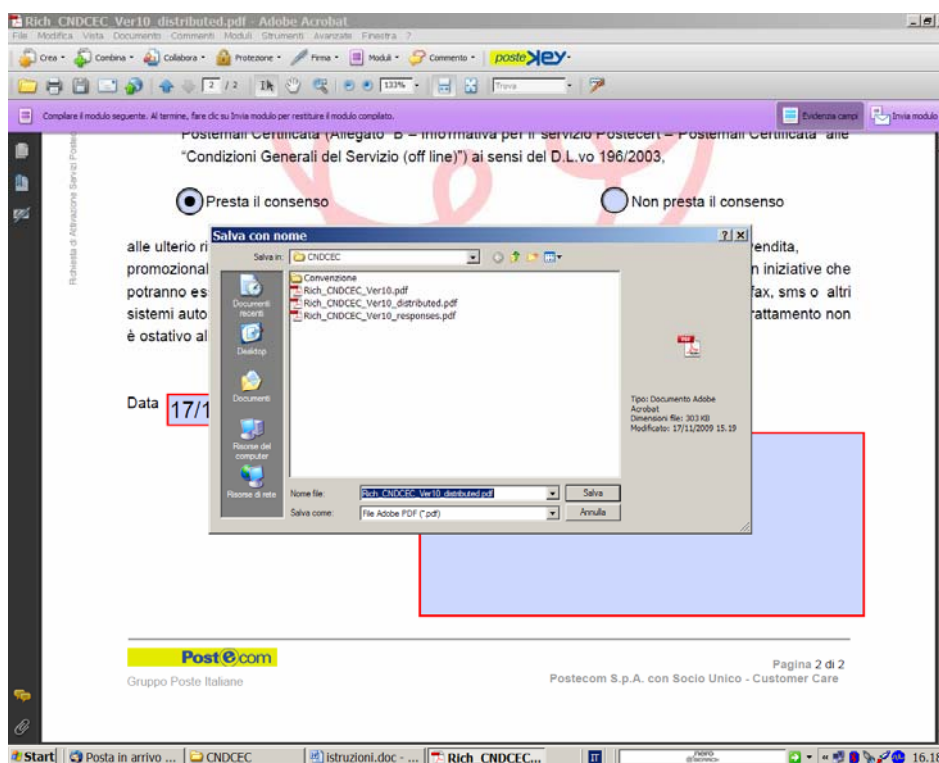 Rich_CNDCEC_Ver10_distributed.pdf - Adobe Acrobat
File Modifica Vista Documento Commenti Moduli Strumenti Avanzate Finestra ?
Crea Combina Collabora Protezione Firma Moduli Commento posteKey
2 / 2 133% Trova
Compilare il modulo seguente. Al termine, fare clic su Invia modulo per restituire il modulo compilato. Evidenzia campi Invia modulo
Richiesta di Attivazione Servizi
Postemail Certificata (Allegato B – Informativa per il servizio Postecert – Postemail Certificata alle
“Condizioni Generali del Servizio (off line)”) ai sensi del D.L.vo 196/2003,
Presta il consenso Non presta il consenso
alle ulterio ri vendita,
promozional n iniziative che
potranno es fax, sms o altri
sistemi auto rattamento non
è ostativo al
Data 17/1
Salva con nome
Salva in: CNDCEC
Documenti recenti
Desktop
Documenti
Risorse del computer
Risorse di rete
Convenzione
Rich_CNDCEC_Ver10.pdf
Rich_CNDCEC_Ver10_distributed.pdf
Rich_CNDCEC_Ver10_responses.pdf
PDF
Tipo: Documento Adobe
Acrobat
Dimensioni file: 303 KB
Modificato: 17/11/2009 15.19
Nome file: Rich_CNDCEC_Ver10_distributed.pdf Salva
Salva come: File Adobe PDF (*.pdf) Annulla
Post@com
Gruppo Poste Italiane
Pagina 2 di 2
Postecom S.p.A. con Socio Unico - Customer Care
Start Posta in arrivo ... CNDCEC istruzioni.doc - ... Rich_CNDCEC... IT nero 16.18